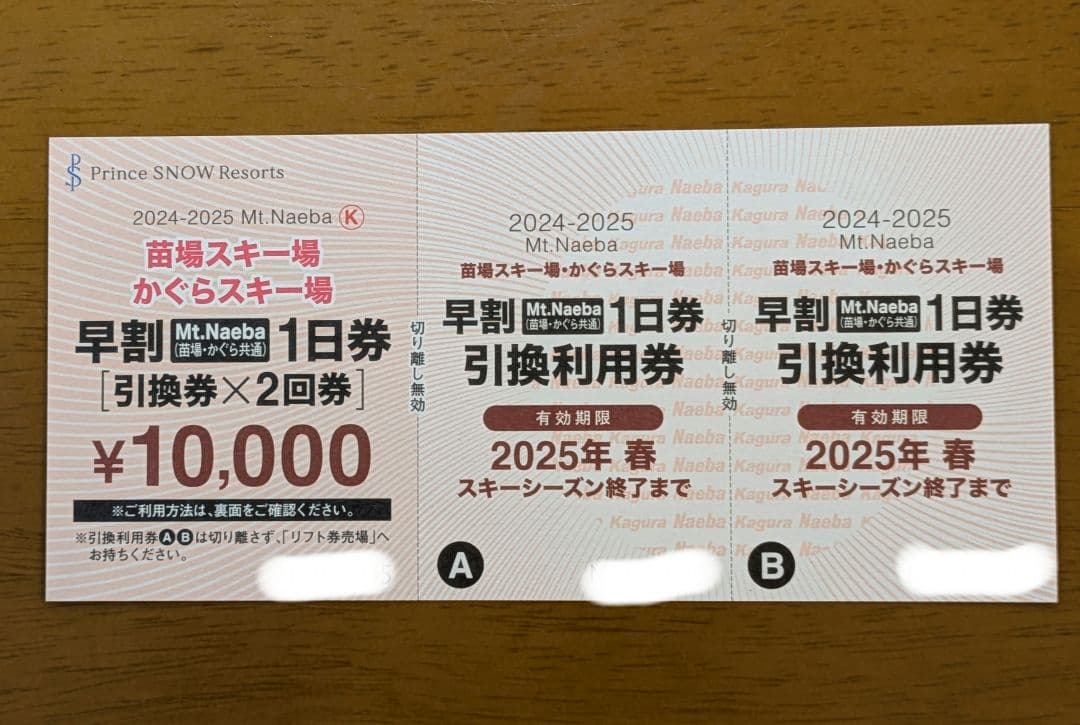 Prince SNOW Resorts
2024-2025 Mt.Naeba Ⓚ
苗場スキー場
かぐらスキー場
早割 Mt.Naeba (苗場・かぐら共通) 1日券
[引換券×2回券]
¥10,000
※ご利用方法は、裏面をご確認ください。
※引換利用券ⒶⒷは切り離さず、「リフト券売場」へ
お持ちください。
切り離し無効
2024-2025
Mt.Naeba
苗場スキー場・かぐらスキー場
早割 Mt.Naeba (苗場・かぐら共通) 1日券
引換利用券
有効期限
2025年 春
スキーシーズン終了まで
A
切り離し無効
2024-2025
Mt.Naeba
苗場スキー場・かぐらスキー場
早割 Mt.Naeba (苗場・かぐら共通) 1日券
引換利用券
有効期限
2025年 春
スキーシーズン終了まで
B
Kagura Naeba Kagura Naeba